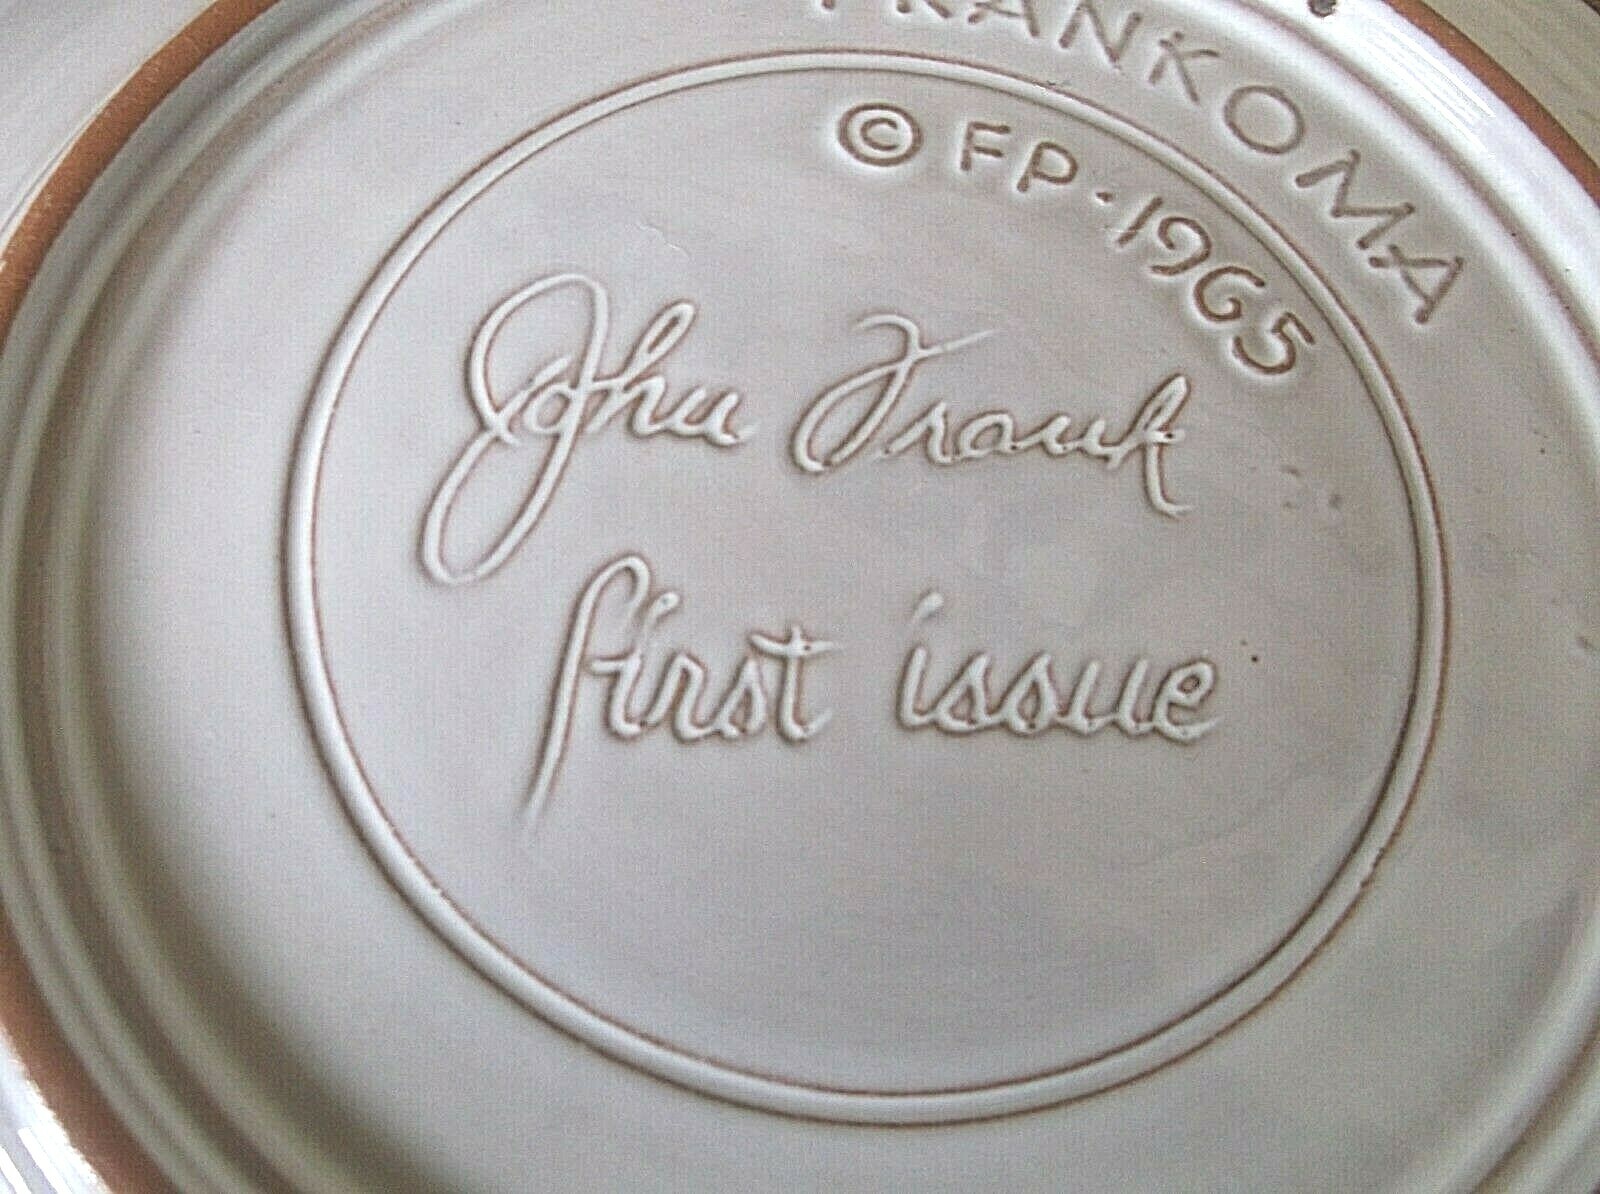 FRANKOMA
© FP · 1965
John Frank
first issue